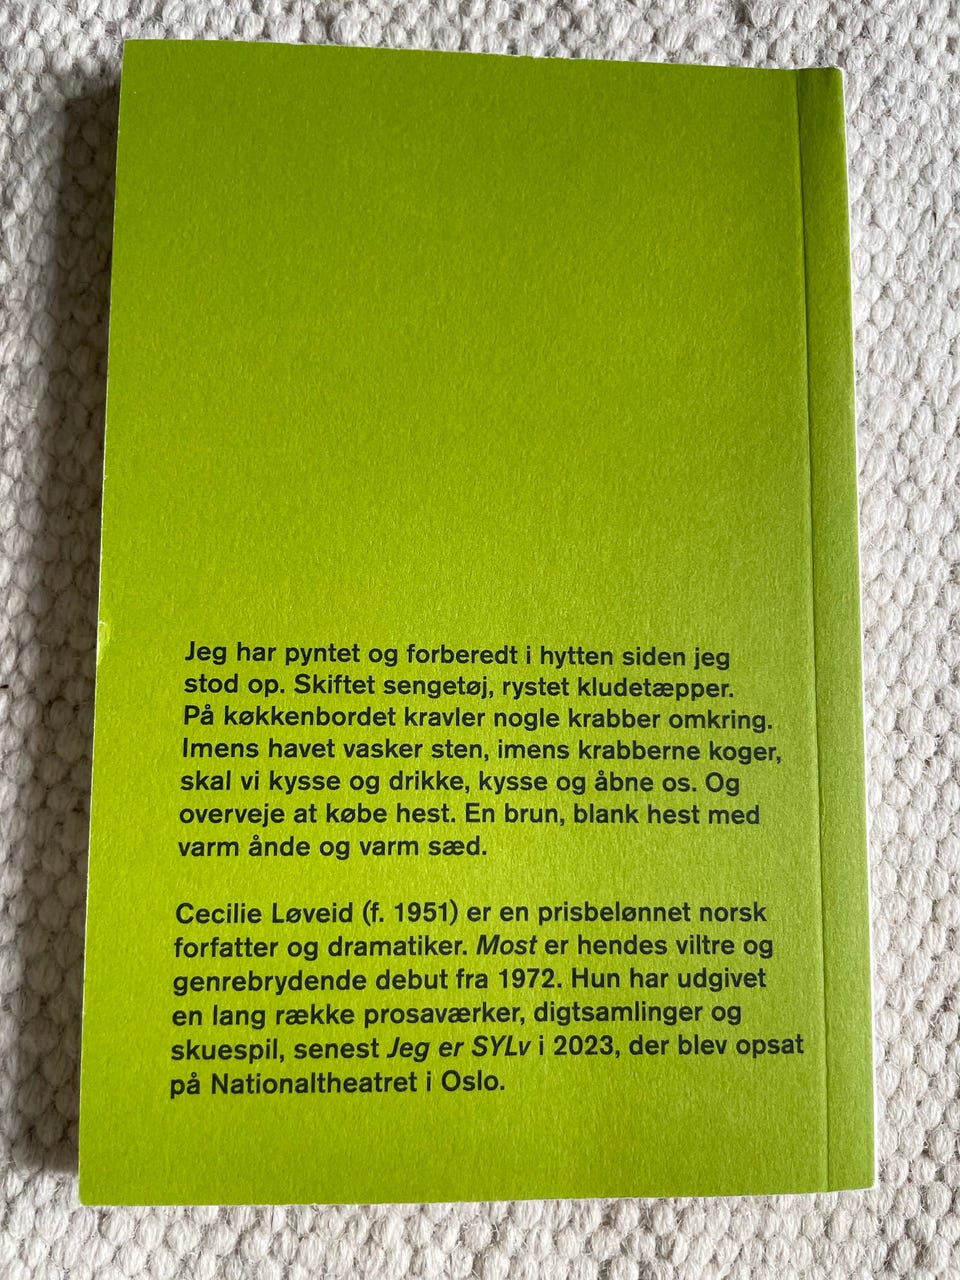 Jeg har pyntet og forberedt i hytten siden jeg
stod op. Skiftet sengetøj, rystet kludetæpper.
På køkkenbordet kravler nogle krabber omkring.
Imens havet vasker sten, imens krabberne koger,
skal vi kysse og drikke, kysse og åbne os. Og
overveje at købe hest. En brun, blank hest med
varm ånde og varm sæd.
Cecilie Løveid (f. 1951) er en prisbelønnet norsk
forfatter og dramatiker. Most er hendes viltre og
genrebrydende debut fra 1972. Hun har udgivet
en lang række prosaværker, digtsamlinger og
skuespil, senest Jeg er SYLv i 2023, der blev opsat
på Nationaltheatret i Oslo.